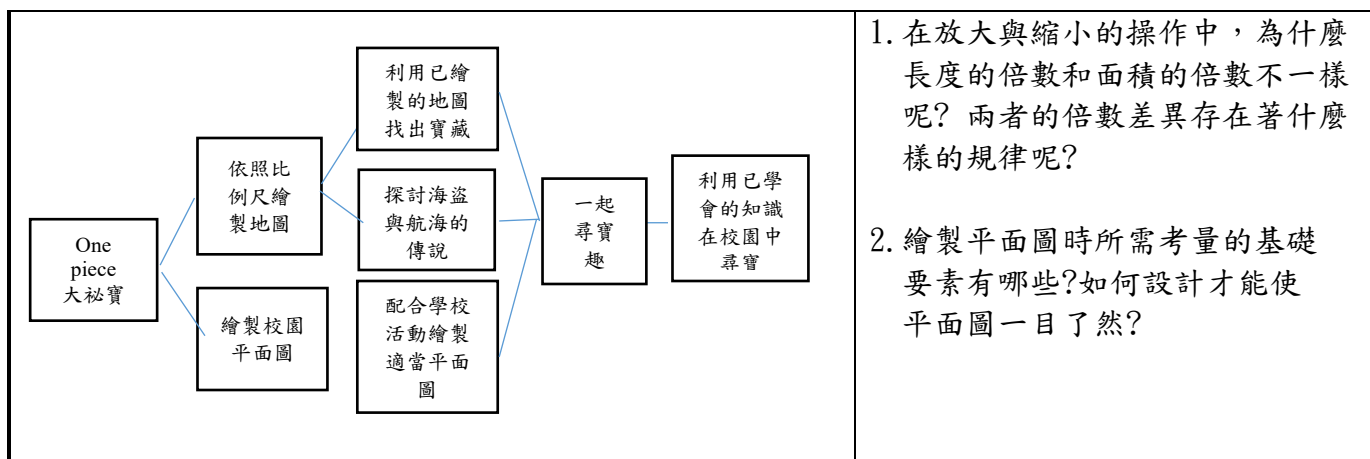 One
piece
大祕寶
依照比
例尺繪
製地圖
繪製校園
平面圖
利用已繪
製的地圖
找出寶藏
探討海盜
與航海的
傳說
配合學校
活動繪製
適當平面
圖
一起
尋寶
趣
利用已學
會的知識
在校園中
尋寶
1.在放大與縮小的操作中，為什麼
長度的倍數和面積的倍數不一樣
呢? 兩者的倍數差異存在著什麼
樣的規律呢?
2.繪製平面圖時所需考量的基礎
要素有哪些?如何設計才能使
平面圖一目了然?